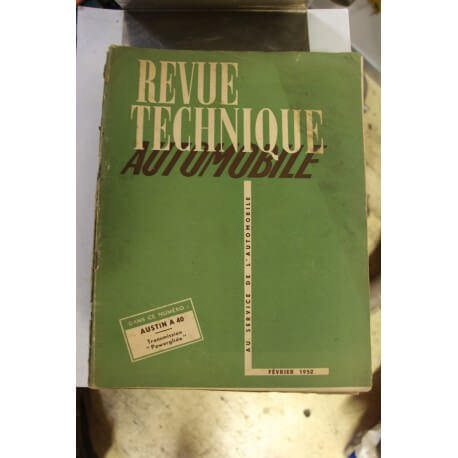 REVUE
TECHNIQUE
AUTOMOBILE
AU SERVICE DE L'AUTOMOBILE
DANS CE NUMÉRO :
AUSTIN A 40
Transmission
"Powerglide"
FÉVRIER 1952